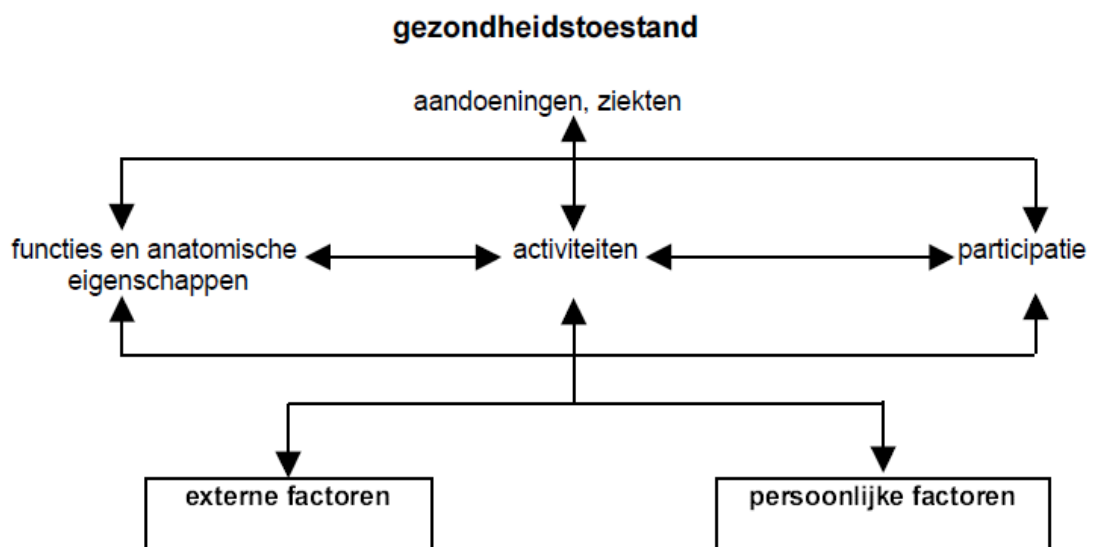 gezondheidstoestand
aandoeningen, ziekten
functies en anatomische
eigenschappen
activiteiten
participatie
externe factoren
persoonlijke factoren